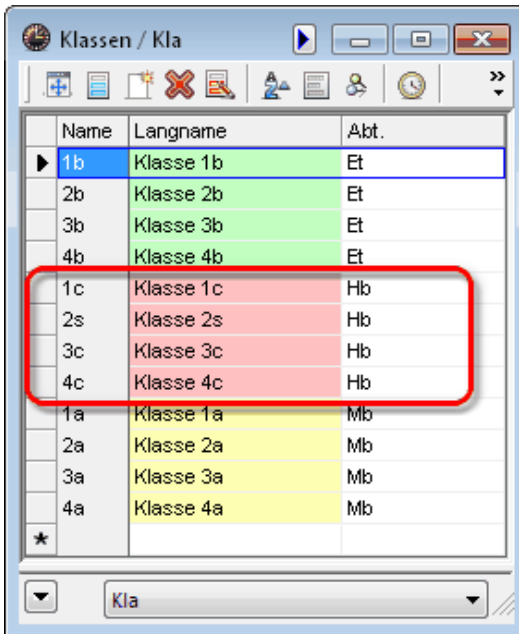 Klassen / Kla
Name Langname Abt.
1b Klasse 1b Et
2b Klasse 2b Et
3b Klasse 3b Et
4b Klasse 4b Et
1c Klasse 1c Hb
2s Klasse 2s Hb
3c Klasse 3c Hb
4c Klasse 4c Hb
1a Klasse 1a Mb
2a Klasse 2a Mb
3a Klasse 3a Mb
4a Klasse 4a Mb
*
Kla